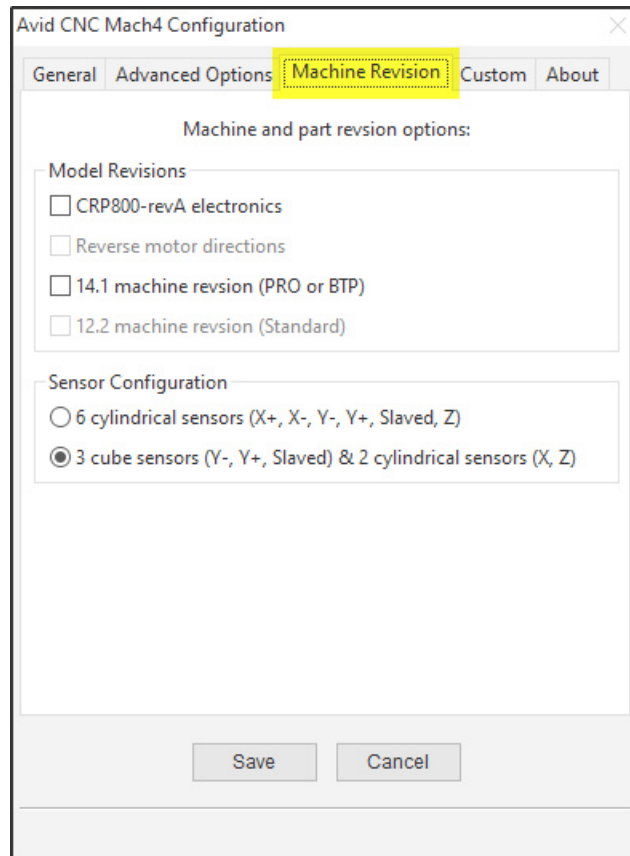 Avid CNC Mach4 Configuration
General Advanced Options Machine Revision Custom About
Machine and part revsion options:
Model Revisions
CRP800-revA electronics
Reverse motor directions
14.1 machine revsion (PRO or BTP)
12.2 machine revsion (Standard)
Sensor Configuration
6 cylindrical sensors (X+, X-, Y-, Y+, Slaved, Z)
3 cube sensors (Y-, Y+, Slaved) & 2 cylindrical sensors (X, Z)
Save Cancel